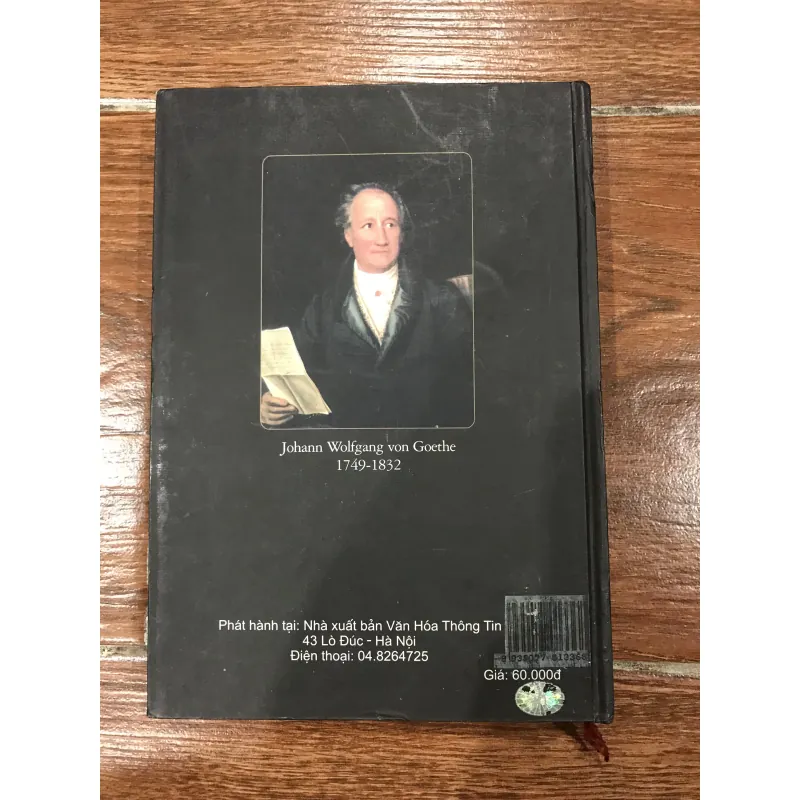 Johann Wolfgang von Goethe
1749-1832
Phát hành tại: Nhà xuất bản Văn Hóa Thông Tin
43 Lò Đúc - Hà Nội
Điện thoại: 04.8264725
Giá: 60.000đ